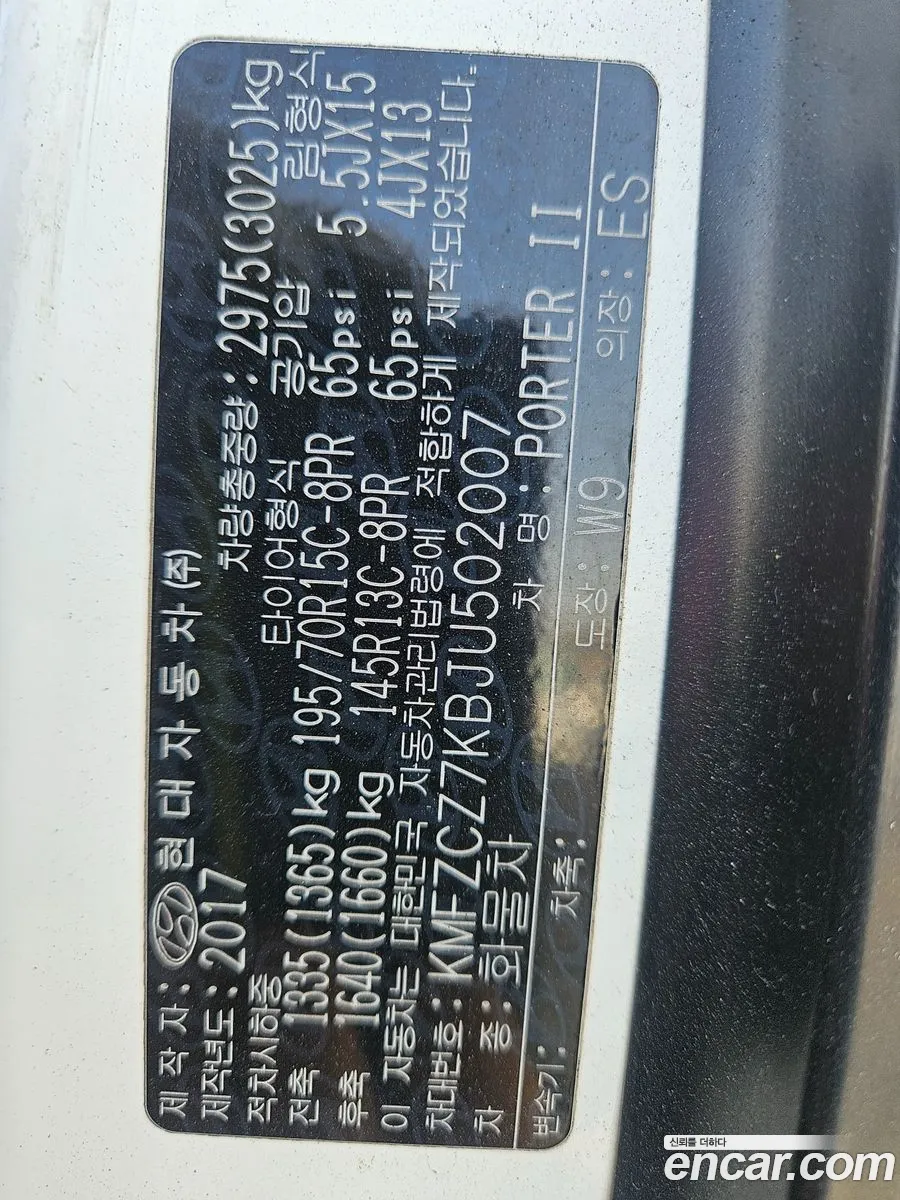 제 작 자 : 현 대 자 동 차 (주)
제작년도 : 2017 차량총중량 : 2975(3025)kg
적차시하중 타이어형식 공기압 림형식
전축 1335(1365)kg 195/70R15C-8PR 65psi 5.5JX15
후축 1640(1660)kg 145R13C-8PR 65psi 4JX13
이 자동차는 대한민국 자동차관리법령에 적합하게 제작되었습니다.
차대번호 : KMFZCZ7KBJU502007
차 종 : 화물차 차 명 : PORTER II
변속기 : 차축 : 도장 : W9 의장 : ES
신뢰를 더하다
encar.com